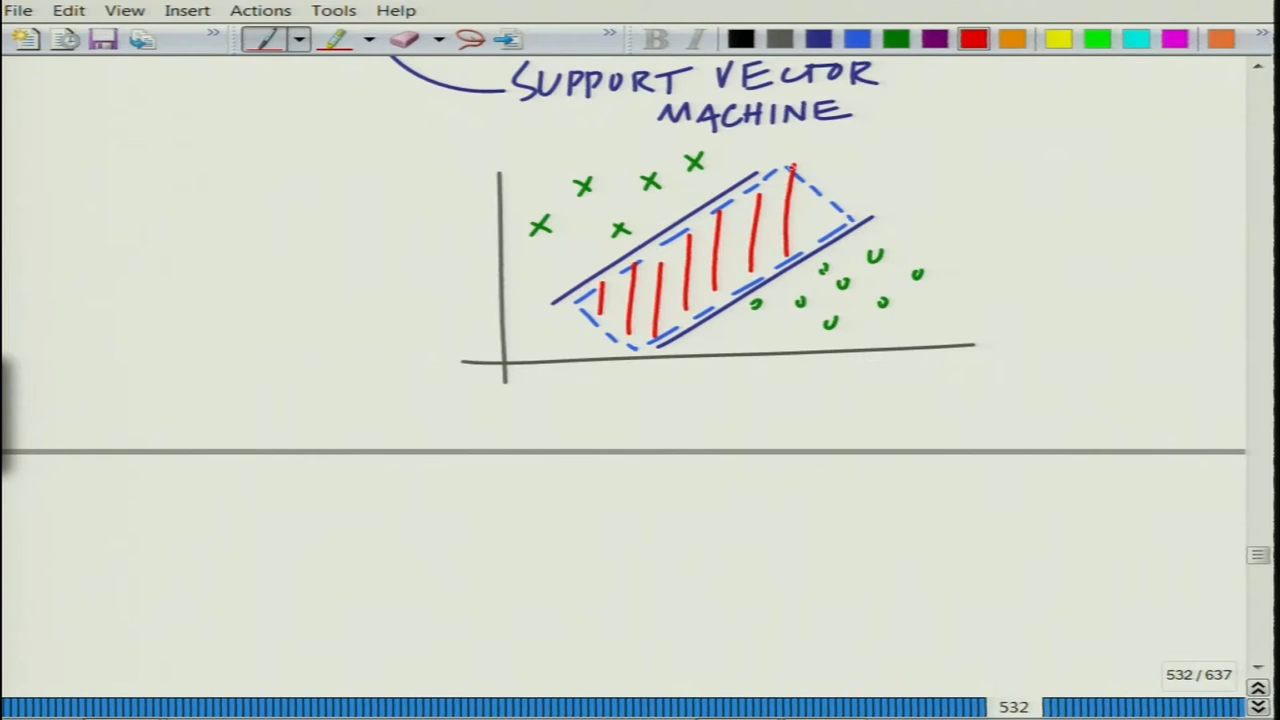 File Edit View Insert Actions Tools Help
B I
SUPPORT VECTOR
MACHINE
532 / 637
532